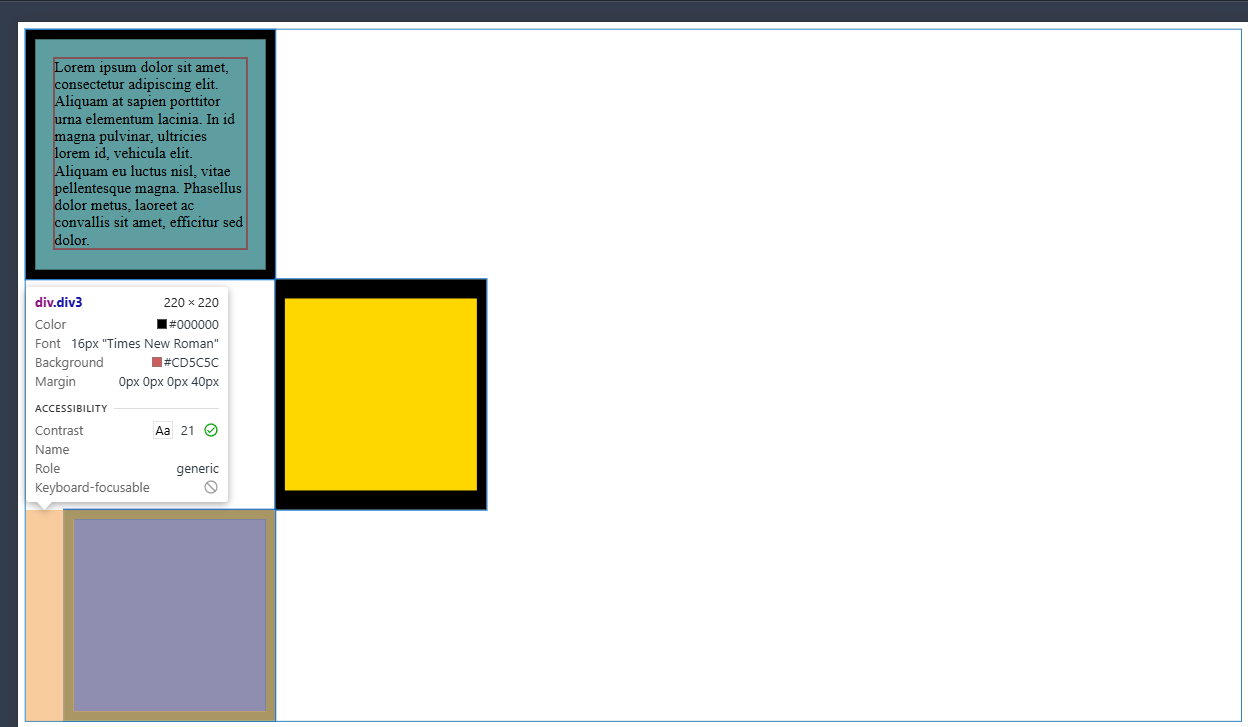 Lorem ipsum dolor sit amet,
consectetur adipiscing elit.
Aliquam at sapien porttitor
urna elementum lacinia. In id
magna pulvinar, ultricies
lorem id, vehicula elit.
Aliquam eu luctus nisl, vitae
pellentesque magna. Phasellus
dolor metus, laoreet ac
convallis sit amet, efficitur sed
dolor.
div.div3 220 × 220
Color #000000
Font 16px "Times New Roman"
Background #CD5C5C
Margin 0px 0px 0px 40px
ACCESSIBILITY
Contrast Aa 21
Name
Role generic
Keyboard-focusable